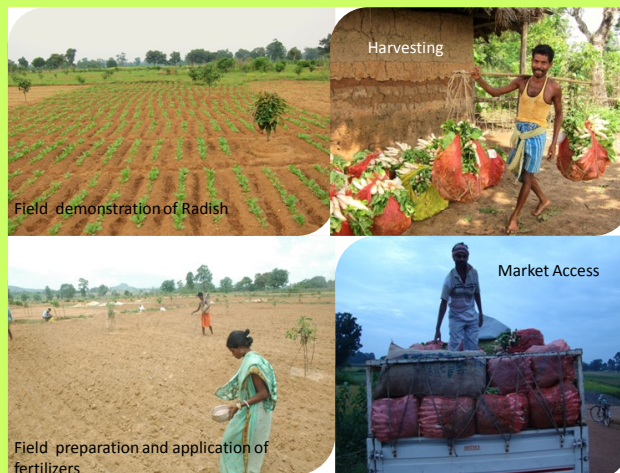 Harvesting
Field demonstration of Radish
Market Access
Field preparation and application of
fertilizers